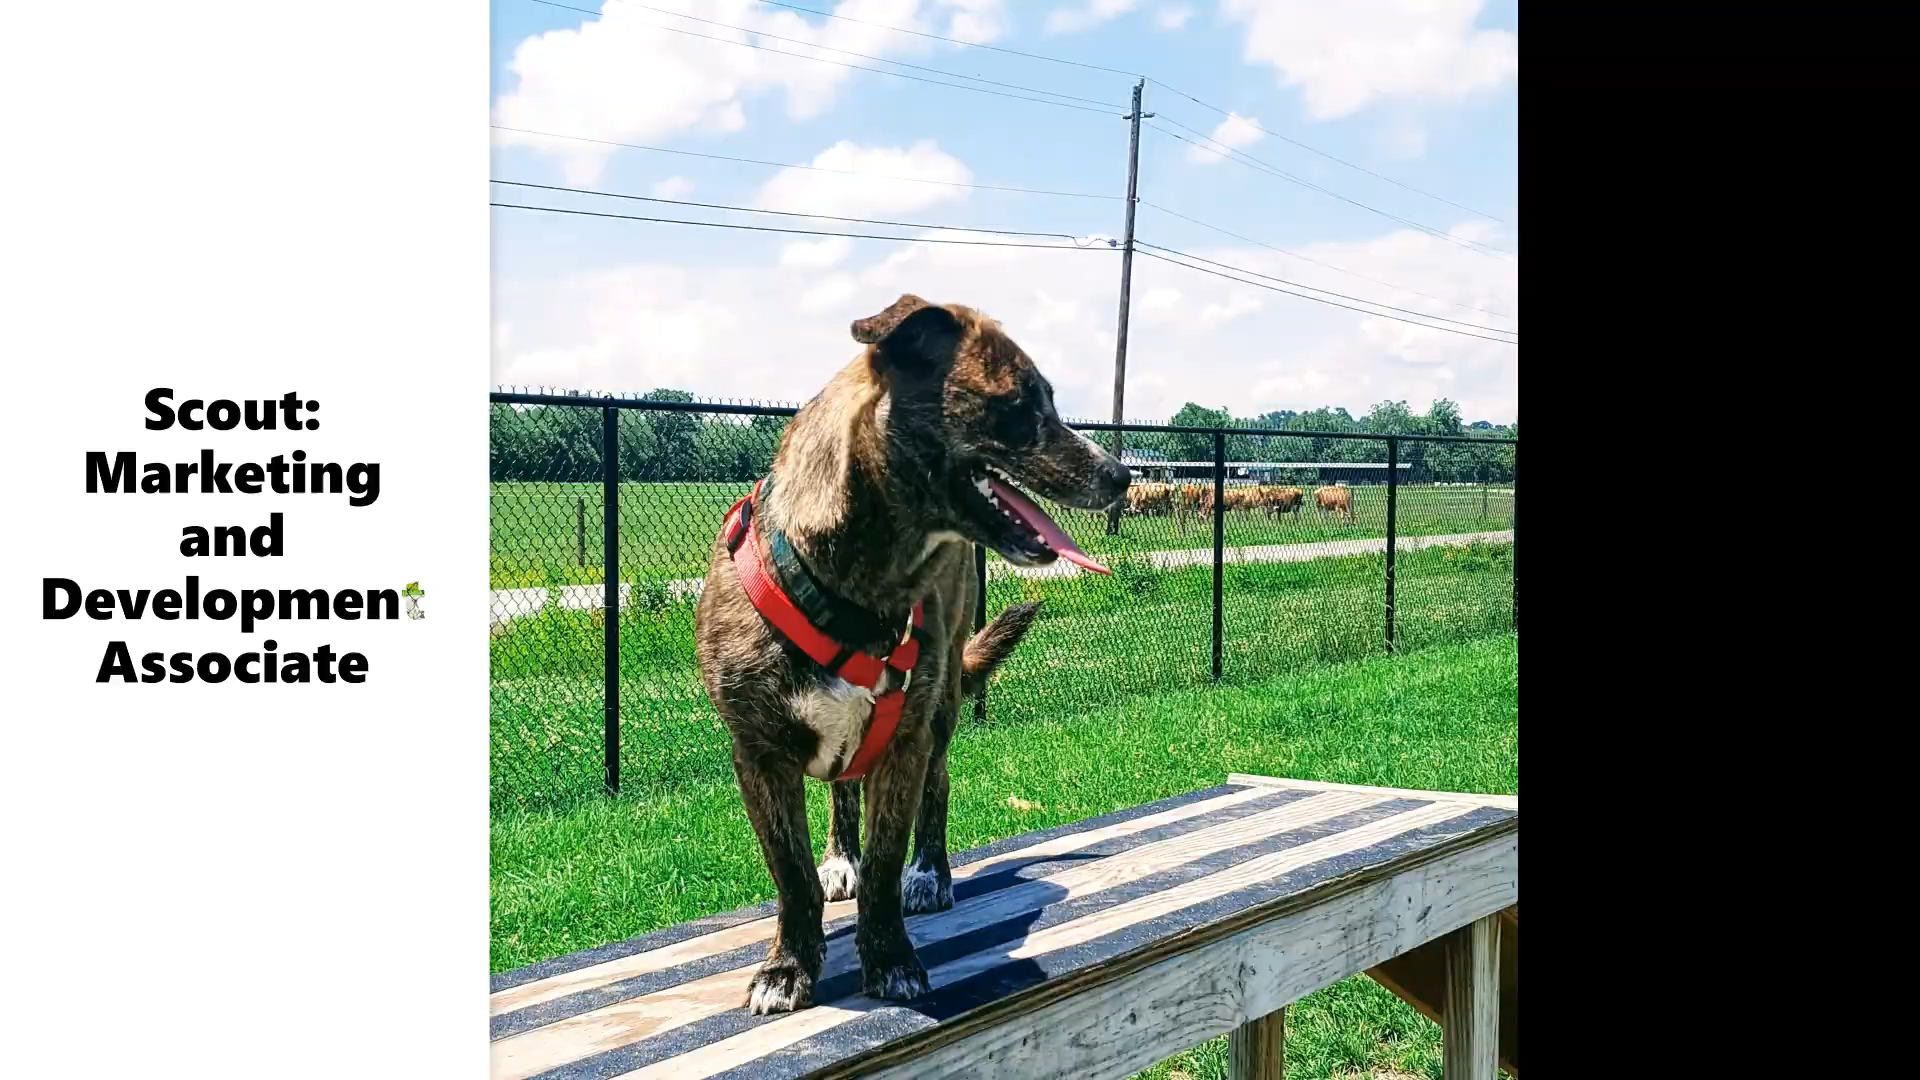 Scout:
Marketing
and
Development
Associate